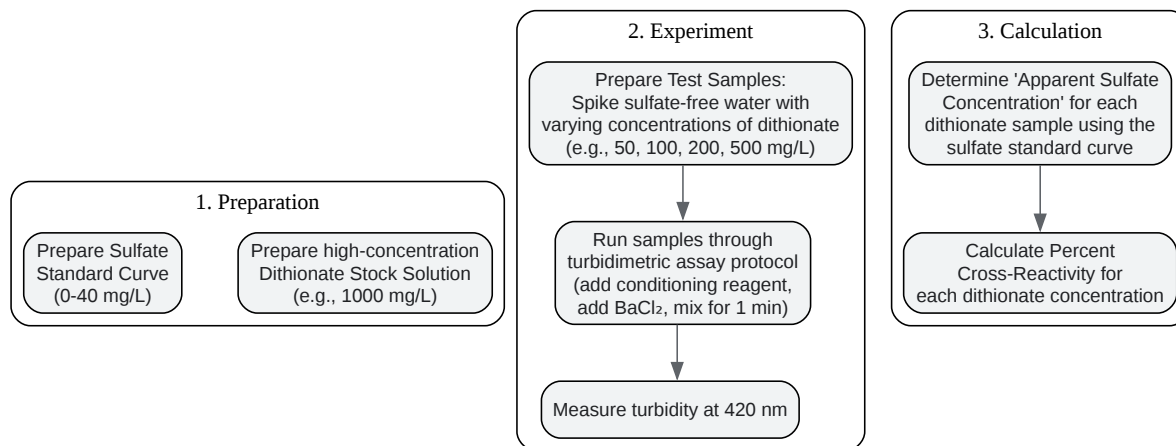 1. Preparation
Prepare Sulfate
Standard Curve
(0-40 mg/L)
Prepare high-concentration
Dithionate Stock Solution
(e.g., 1000 mg/L)
2. Experiment
Prepare Test Samples:
Spike sulfate-free water with
varying concentrations of dithionate
(e.g., 50, 100, 200, 500 mg/L)
Run samples through
turbidimetric assay protocol
(add conditioning reagent,
add BaCl₂, mix for 1 min)
Measure turbidity at 420 nm
3. Calculation
Determine 'Apparent Sulfate
Concentration' for each
dithionate sample using the
sulfate standard curve
Calculate Percent
Cross-Reactivity for
each dithionate concentration